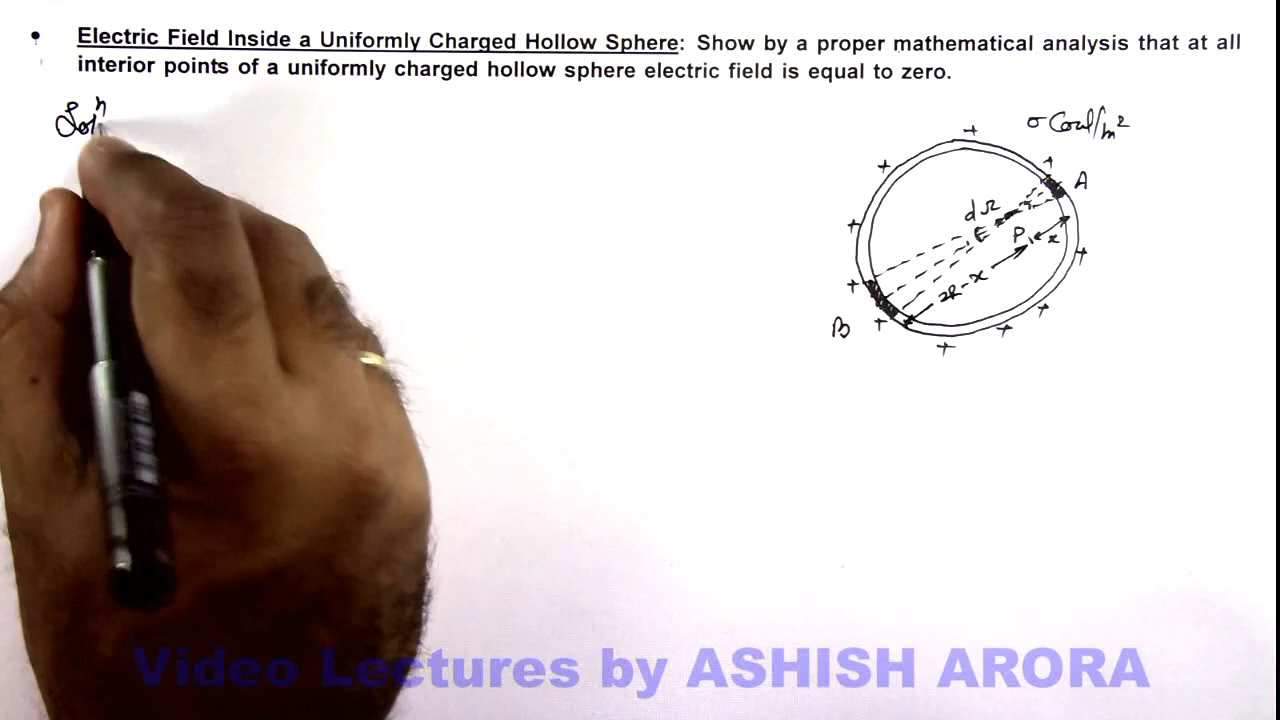 • Electric Field Inside a Uniformly Charged Hollow Sphere: Show by a proper mathematical analysis that at all
interior points of a uniformly charged hollow sphere electric field is equal to zero.
Solⁿ
σ Coul/m²
A
dΩ
P
x
2R-x
B
Video Lectures by ASHISH ARORA